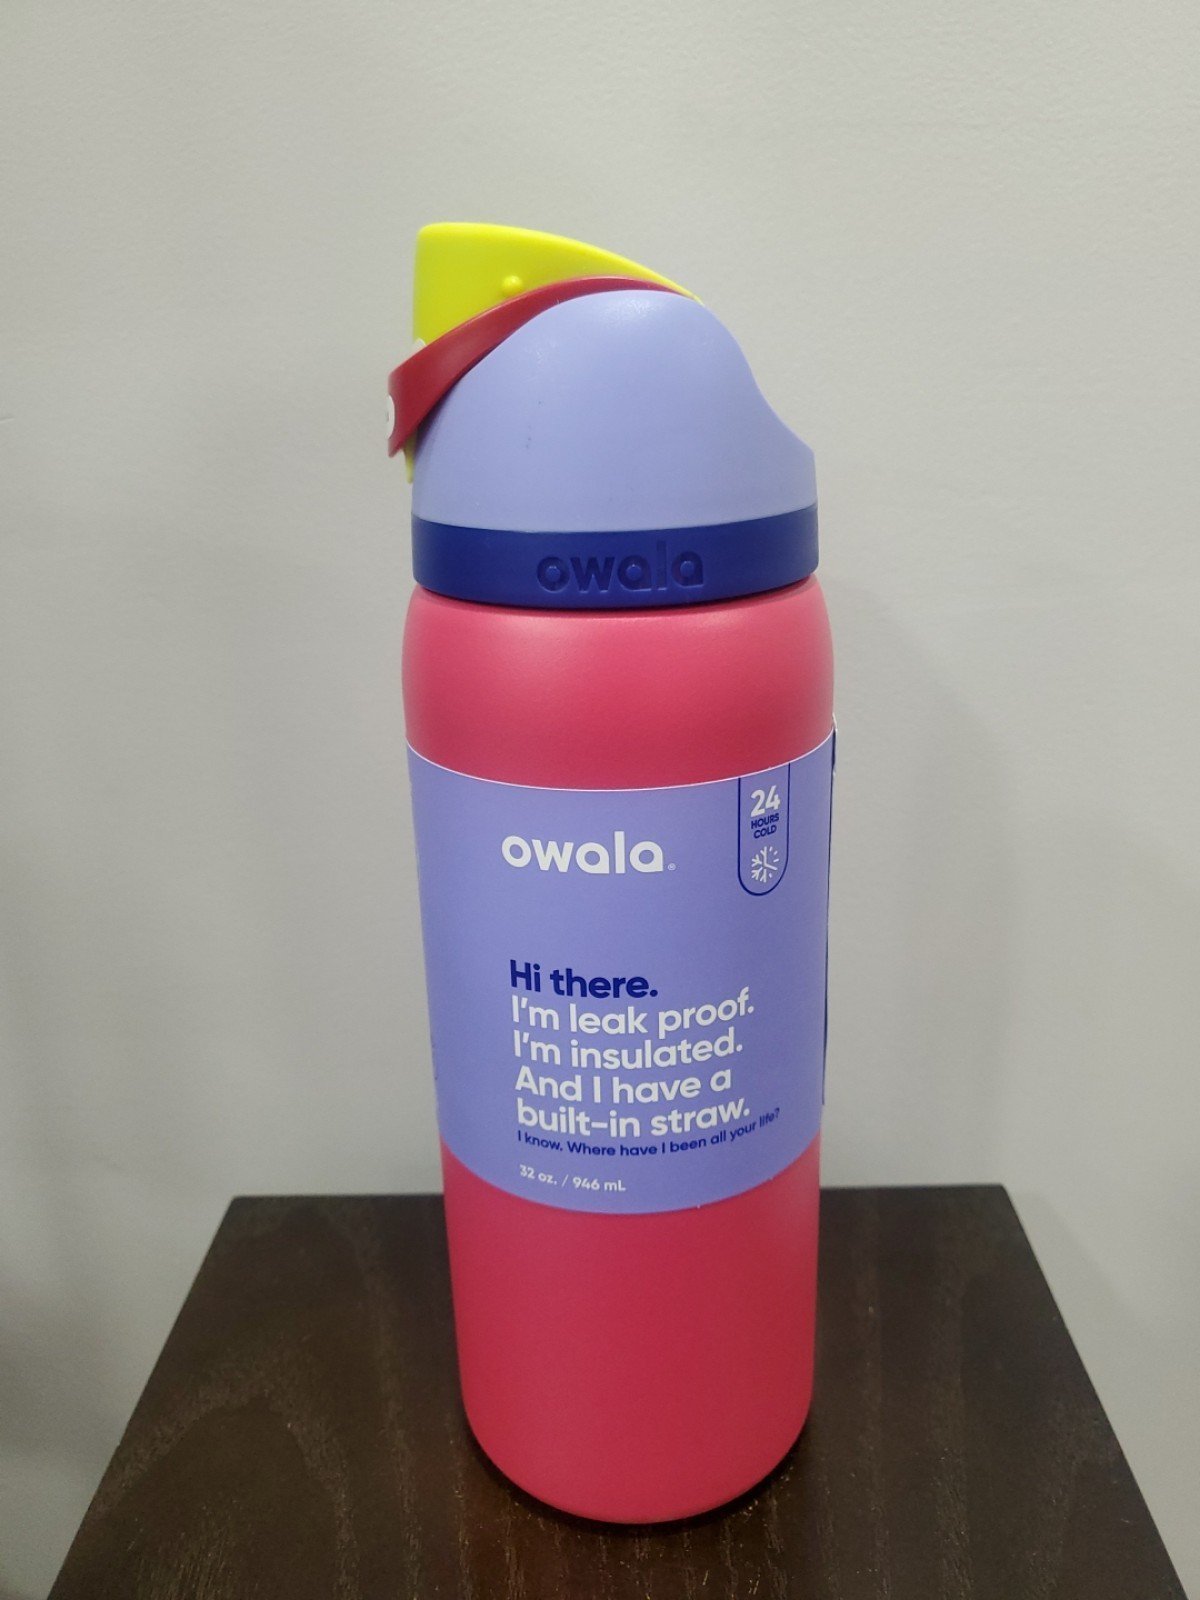 owala
owala®
24
HOURS
COLD
Hi there.
I'm leak proof.
I'm insulated.
And I have a
built-in straw.
I know. Where have I been all your life?
32 oz. / 946 mL